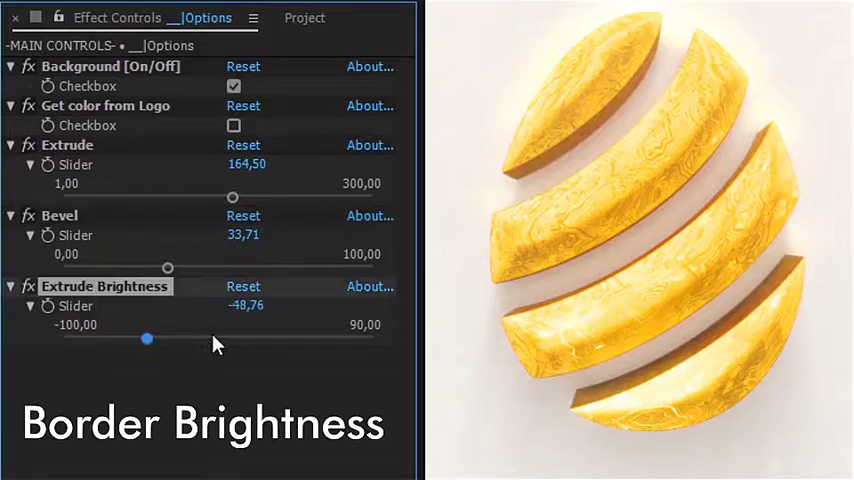 × Effect Controls __|Options ≡ Project
-MAIN CONTROLS- • __|Options
fx Background [On/Off] Reset About...
Checkbox
fx Get color from Logo Reset About...
Checkbox
fx Extrude Reset About...
Slider 164,50
1,00 300,00
fx Bevel Reset About...
Slider 33,71
0,00 100,00
fx Extrude Brightness Reset About...
Slider -48,76
-100,00 90,00
Border Brightness